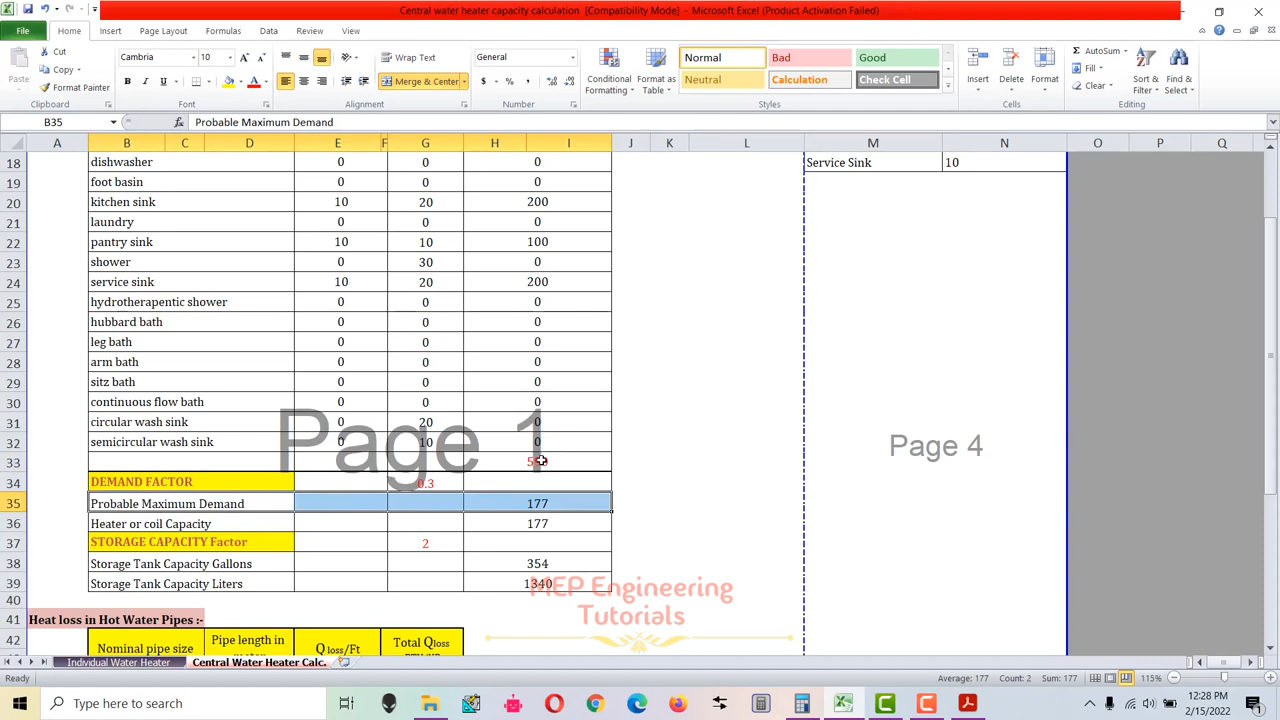 Central water heater capacity calculation [Compatibility Mode] - Microsoft Excel (Product Activation Failed)
File Home Insert Page Layout Formulas Data Review View
Cut
Copy
Format Painter
Paste
Clipboard
Cambria 10
B I U
Font
Wrap Text
Merge & Center
Alignment
General
$ % ,
Number
Conditional Formatting
Format as Table
Normal Bad Good
Neutral Calculation Check Cell
Styles
Insert Delete Format
Cells
AutoSum
Fill
Clear
Sort & Filter
Find & Select
Editing
B35 fx Probable Maximum Demand
A B C D E F G H I J K L M N O P Q
18 dishwasher 0 0 0 Service Sink 10
19 foot basin 0 0 0
20 kitchen sink 10 20 200
21 laundry 0 0 0
22 pantry sink 10 10 100
23 shower 0 30 0
24 service sink 10 20 200
25 hydrotherapentic shower 0 0 0
26 hubbard bath 0 0 0
27 leg bath 0 0 0
28 arm bath 0 0 0
29 sitz bath 0 0 0
30 continuous flow bath 0 0 0
31 circular wash sink 0 20 0
32 semicircular wash sink 0 10 0
Page 1
Page 4
33
34 DEMAND FACTOR 0.3
35 Probable Maximum Demand 177
36 Heater or coil Capacity 177
37 STORAGE CAPACITY Factor 2
38 Storage Tank Capacity Gallons 354
39 Storage Tank Capacity Liters 1340
MEP Engineering
Tutorials
40
41 Heat loss in Hot Water Pipes :-
42 Nominal pipe size Pipe length in Q loss/Ft Total Qloss
Individual Water Heater Central Water Heater Calc.
Ready Average: 177 Count: 2 Sum: 177 115%
Type here to search
12:28 PM
2/15/2022